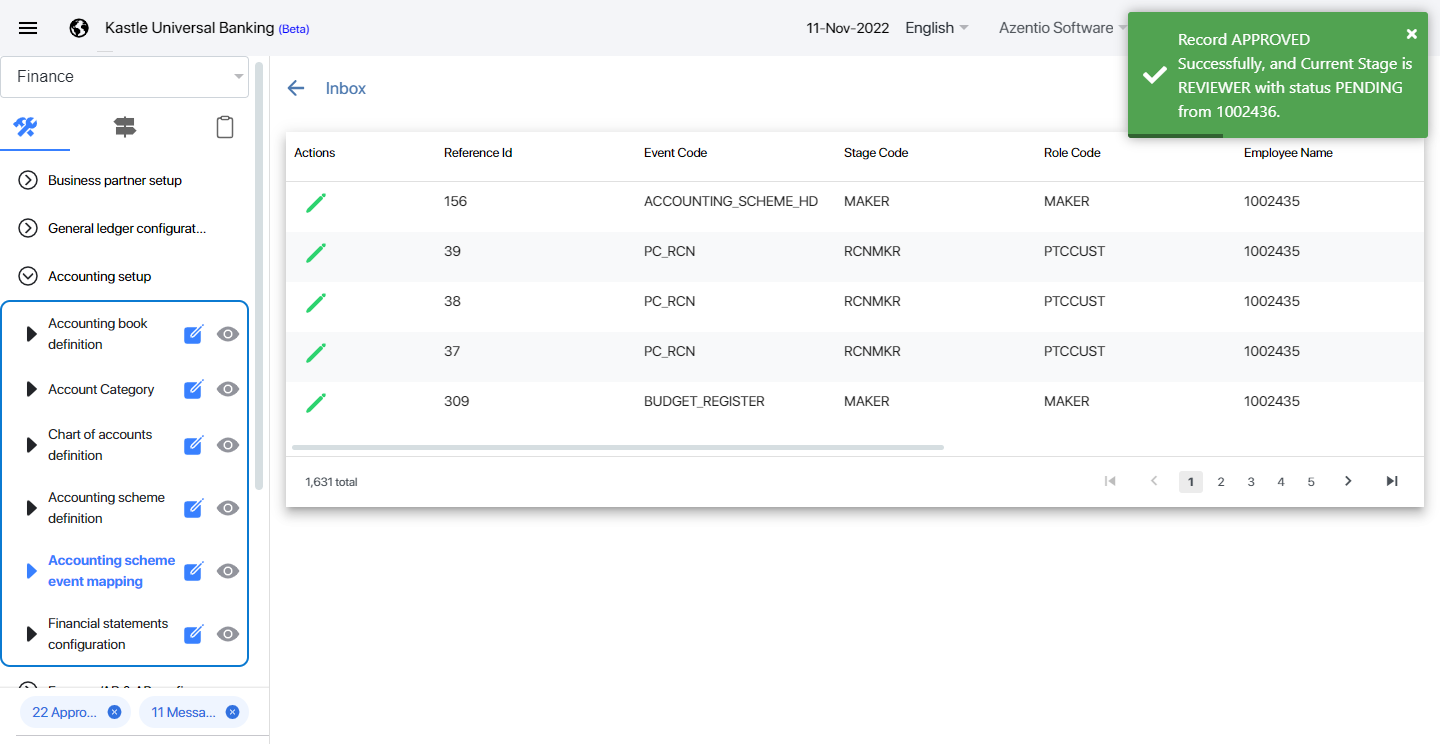 Kastle Universal Banking (Beta)
11-Nov-2022
English
Azentio Software
Record APPROVED
Successfully, and Current Stage is
REVIEWER with status PENDING
from 1002436.
Finance
Business partner setup
General ledger configurat...
Accounting setup
Accounting book
definition
Account Category
Chart of accounts
definition
Accounting scheme
definition
Accounting scheme
event mapping
Financial statements
configuration
22 Appro...
11 Messa...
Inbox
Actions Reference Id Event Code Stage Code Role Code Employee Name
156 ACCOUNTING_SCHEME_HD MAKER MAKER 1002435
39 PC_RCN RCNMKR PTCCUST 1002435
38 PC_RCN RCNMKR PTCCUST 1002435
37 PC_RCN RCNMKR PTCCUST 1002435
309 BUDGET_REGISTER MAKER MAKER 1002435
1,631 total
1 2 3 4 5